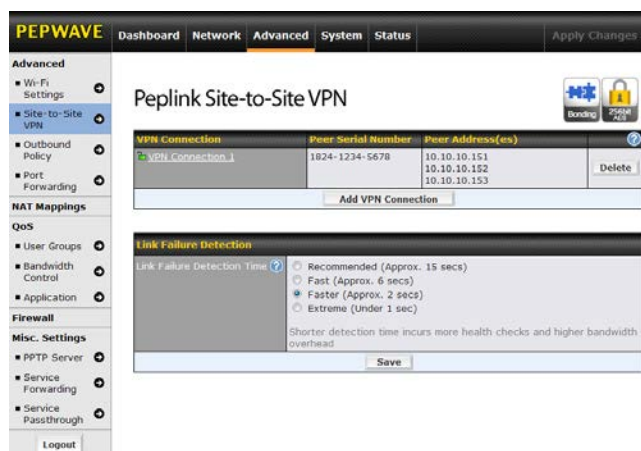 PEPWAVE
Dashboard Network Advanced System Status Apply Changes
Advanced
Wi-Fi
Settings
Site-to-Site
VPN
Outbound
Policy
Port
Forwarding
NAT Mappings
QoS
User Groups
Bandwidth
Control
Application
Firewall
Misc. Settings
PPTP Server
Service
Forwarding
Service
Passthrough
Logout
Peplink Site-to-Site VPN
Bonding
256bit
AES
VPN Connection Peer Serial Number Peer Address(es) ?
VPN Connection 1 1824-1234-5678 10.10.10.151
10.10.10.152
10.10.10.153
Delete
Add VPN Connection
Link Failure Detection
Link Failure Detection Time ?
Recommended (Approx. 15 secs)
Fast (Approx. 6 secs)
Faster (Approx. 2 secs)
Extreme (Under 1 sec)
Shorter detection time incurs more health checks and higher bandwidth
overhead
Save